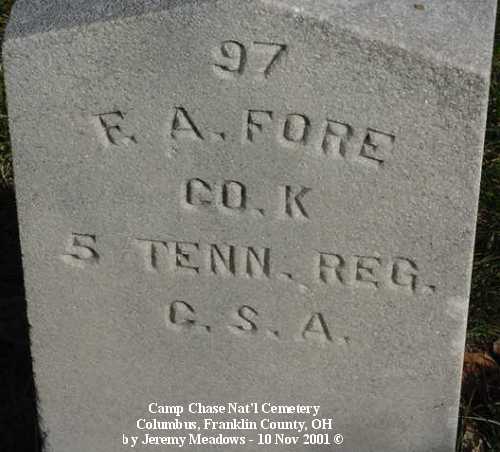 97
F. A. FORE
CO. K
5 TENN. REG.
C. S. A.
Camp Chase Nat'l Cemetery
Columbus, Franklin County, OH
by Jeremy Meadows - 10 Nov 2001 ©